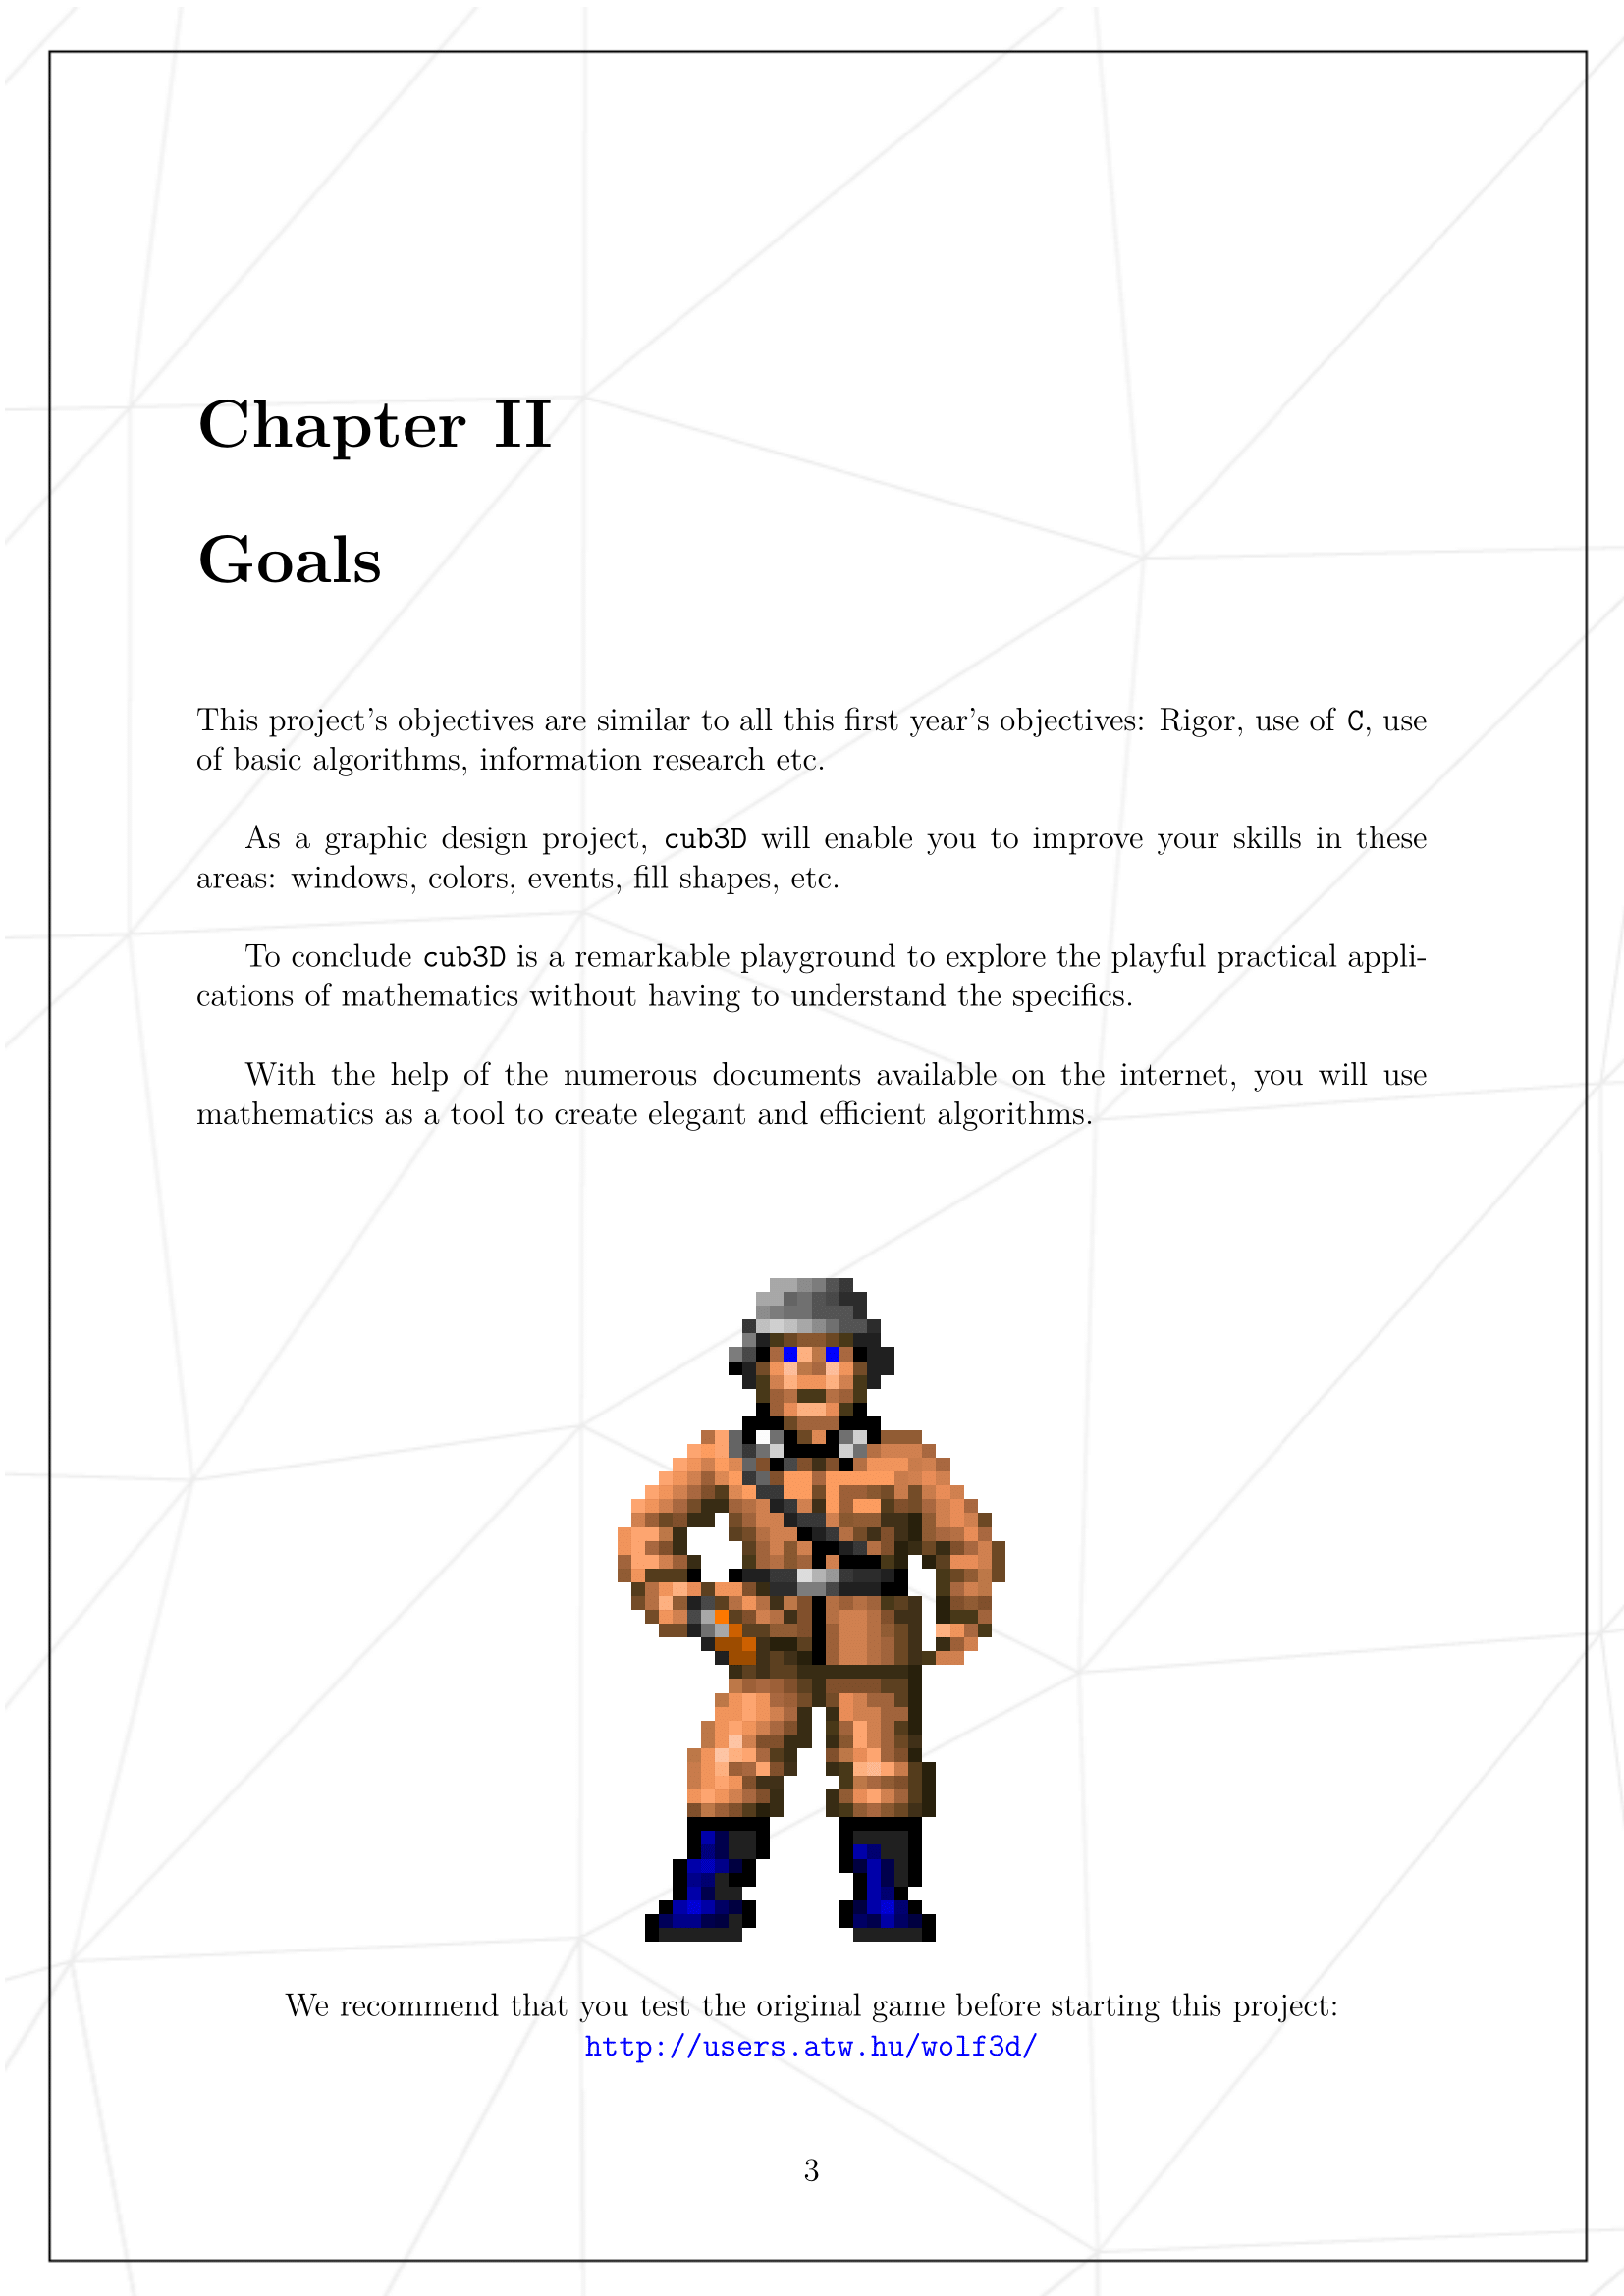 Chapter II
Goals
This project's objectives are similar to all this first year's objectives: Rigor, use of C, use
of basic algorithms, information research etc.
As a graphic design project, cub3D will enable you to improve your skills in these
areas: windows, colors, events, fill shapes, etc.
To conclude cub3D is a remarkable playground to explore the playful practical appli-
cations of mathematics without having to understand the specifics.
With the help of the numerous documents available on the internet, you will use
mathematics as a tool to create elegant and efficient algorithms.
We recommend that you test the original game before starting this project:
http://users.atw.hu/wolf3d/
3